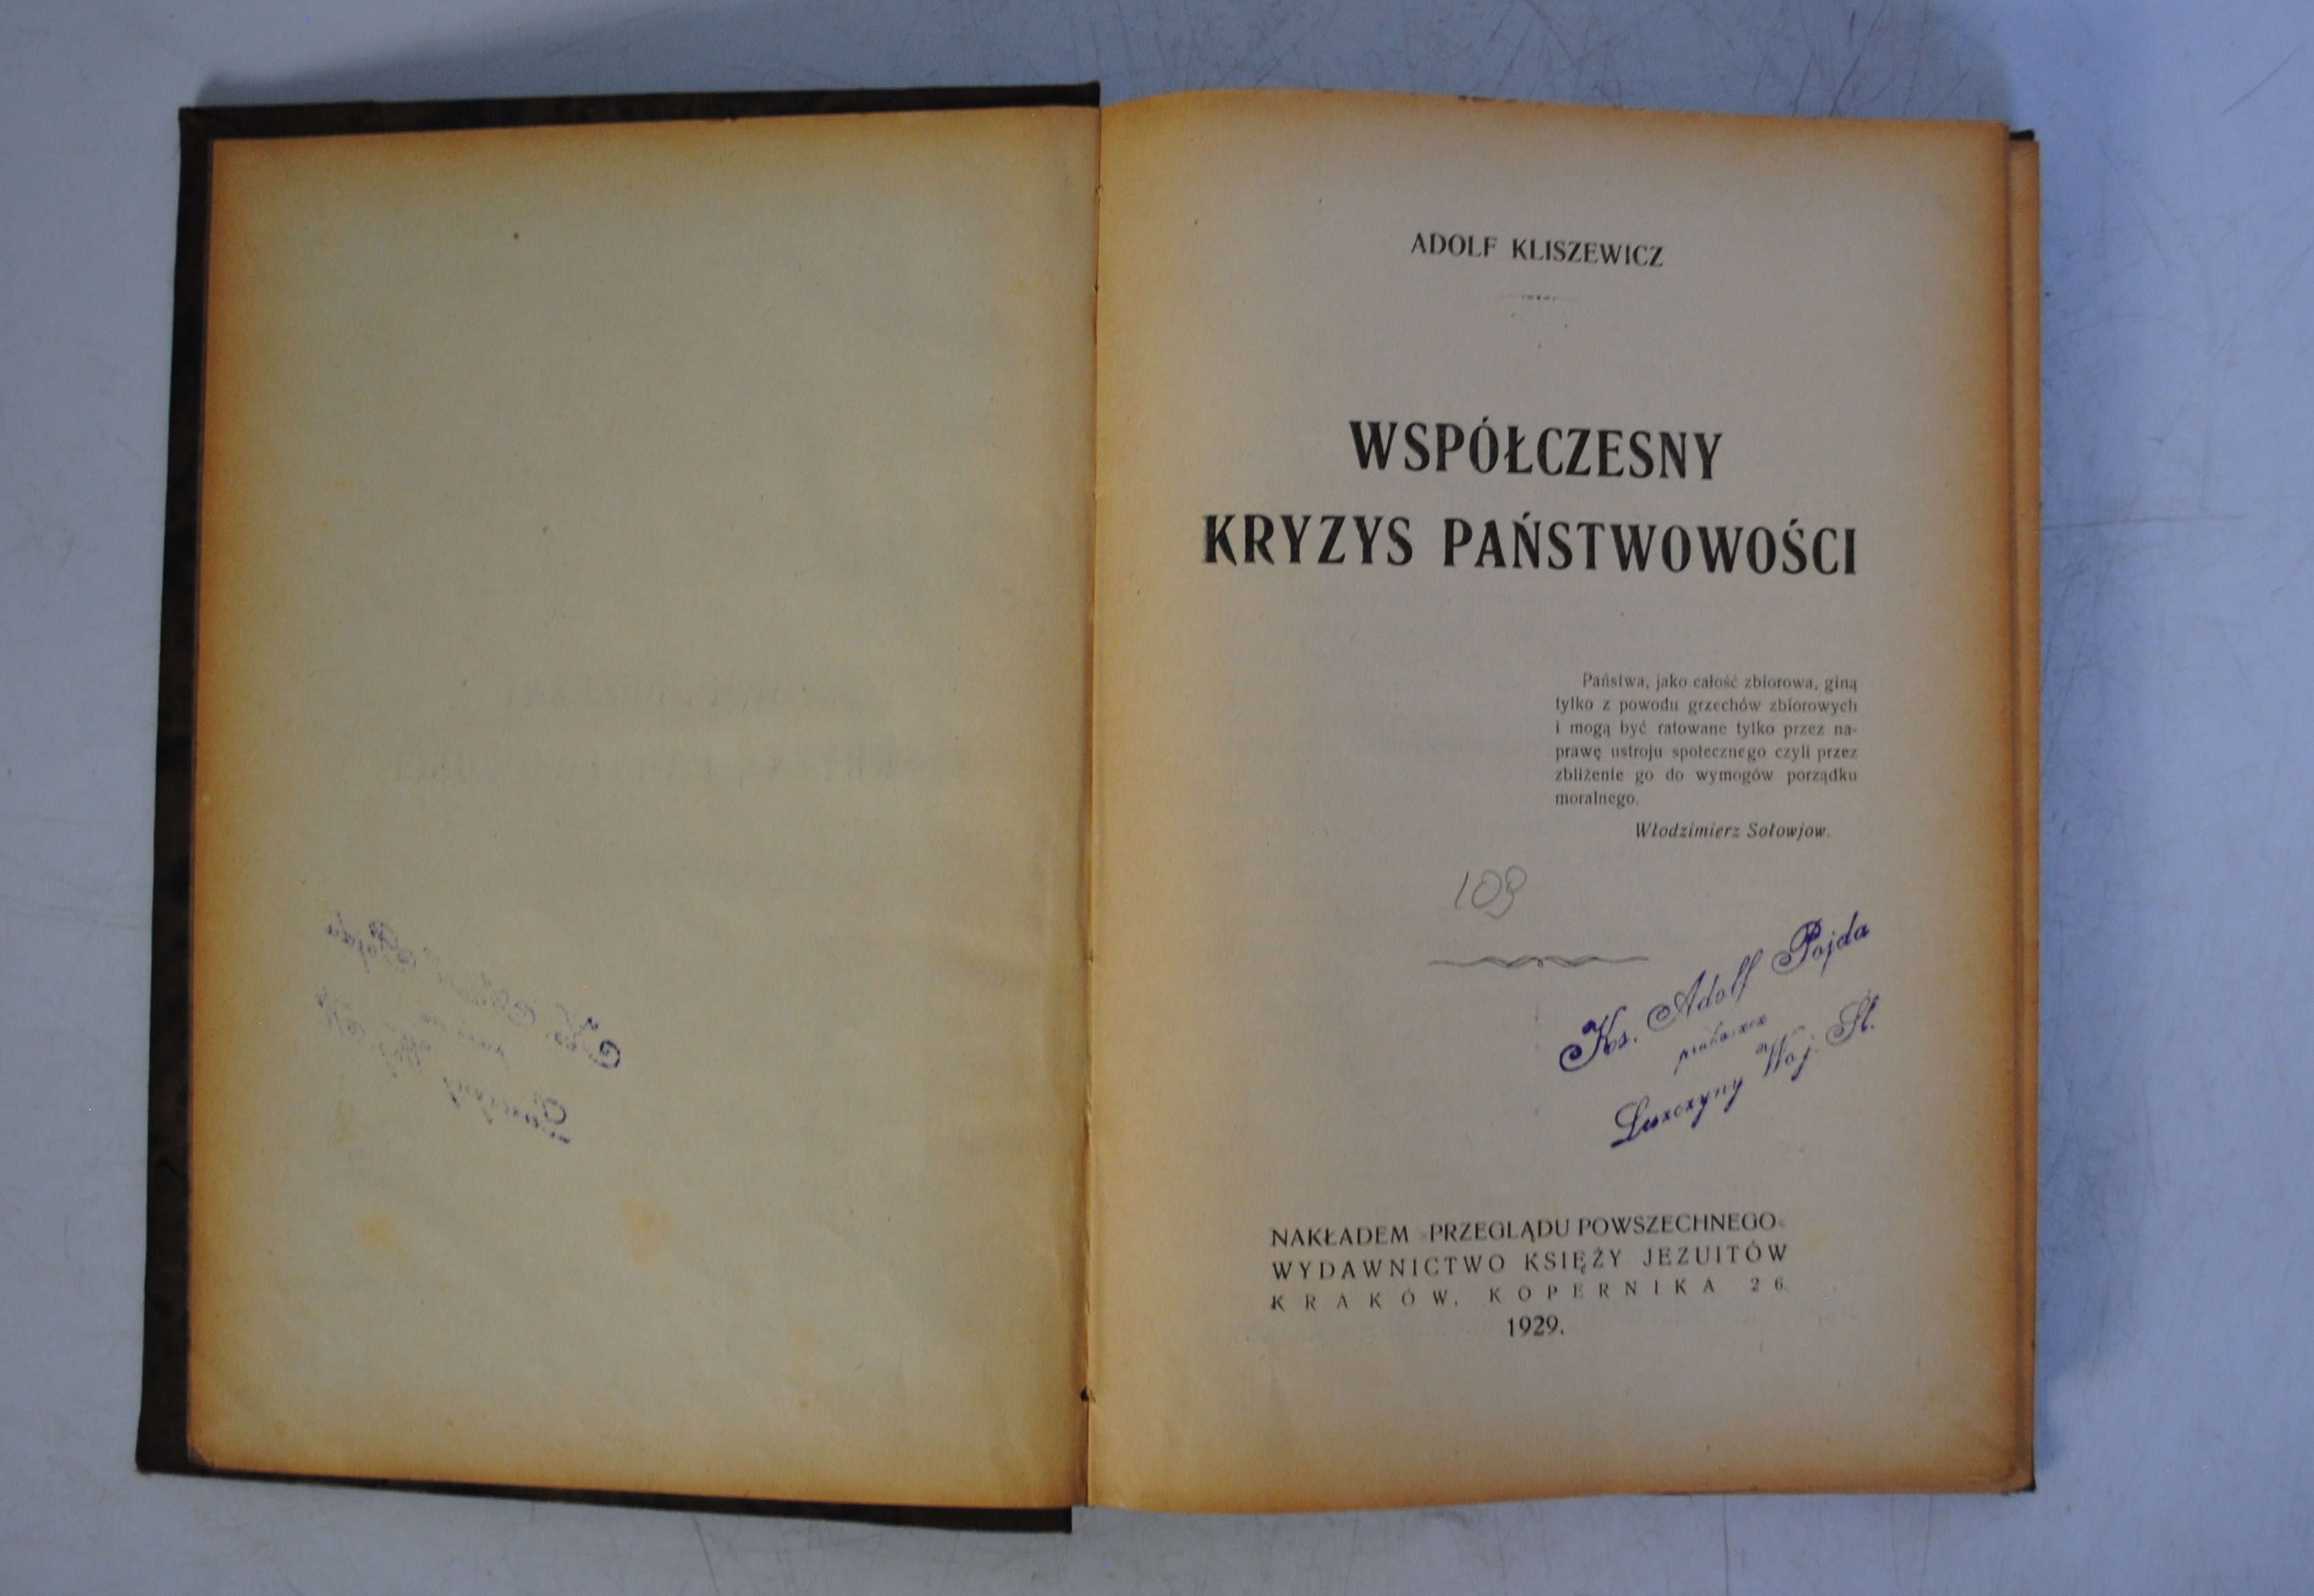 ADOLF KLISZEWICZ
WSPÓŁCZESNY
KRYZYS PAŃSTWOWOŚCI
Państwa, jako całość zbiorowa, giną
tylko z powodu grzechów zbiorowych
i mogą być ratowane tylko przez na-
prawę ustroju społecznego czyli przez
zbliżenie go do wymogów porządku
moralnego.
Włodzimierz Sołowjow.
109
Ks. Adolf Pojda
proboszcz
Woj. Śl.
NAKŁADEM »PRZEGLĄDU POWSZECHNEGO«
WYDAWNICTWO KSIĘŻY JEZUITÓW
KRAKÓW, KOPERNIKA 26.
1929.